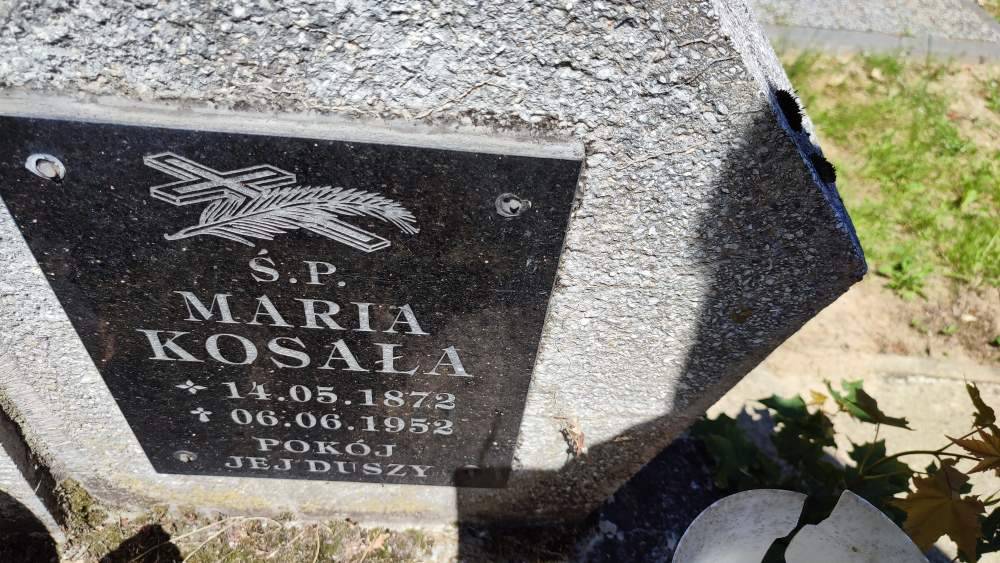 Ś.P.
MARIA
KOSAŁA
14.05.1872
06.06.1952
POKÓJ
JEJ DUSZY